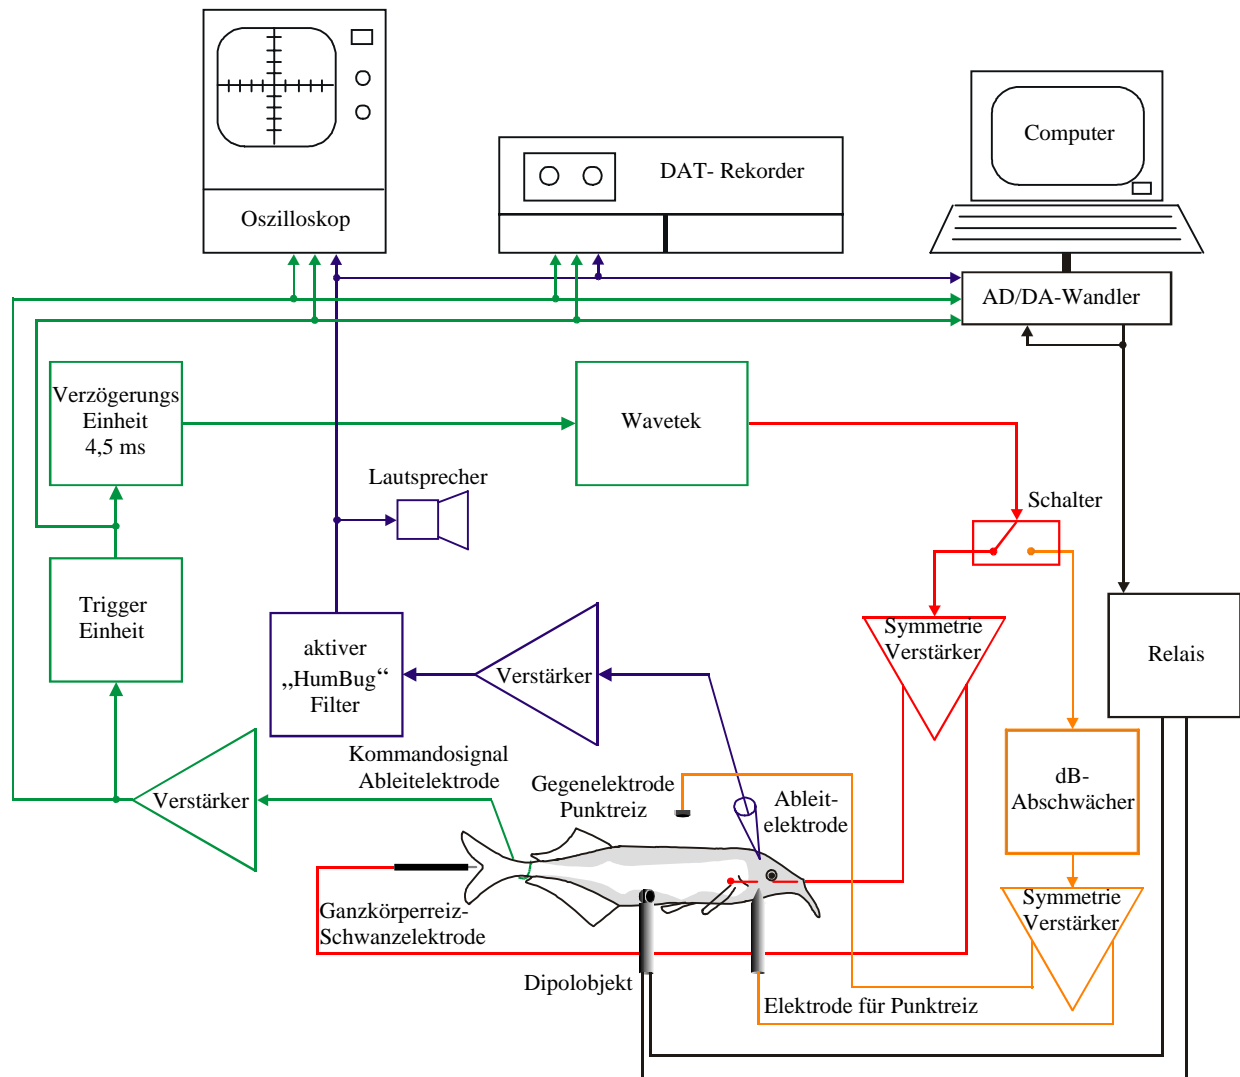 Computer
DAT- Rekorder
Oszilloskop
AD/DA-Wandler
Verzögerungs
Einheit
4,5 ms
Wavetek
Lautsprecher
Schalter
Trigger
Einheit
aktiver
„HumBug“
Filter
Verstärker
Symmetrie
Verstärker
Relais
Kommandosignal
Ableitelektrode
Gegenelektrode
Punktreiz
Ableit-
elektrode
dB-
Abschwächer
Verstärker
Ganzkörperreiz-
Schwanzelektrode
Symmetrie
Verstärker
Dipolobjekt
Elektrode für Punktreiz